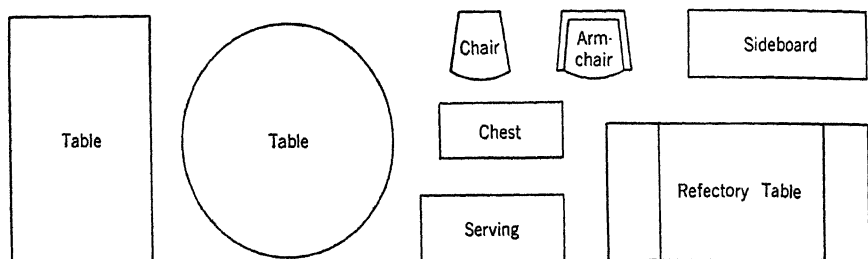 Chair
Arm-
chair
Sideboard
Table
Table
Chest
Refectory Table
Serving